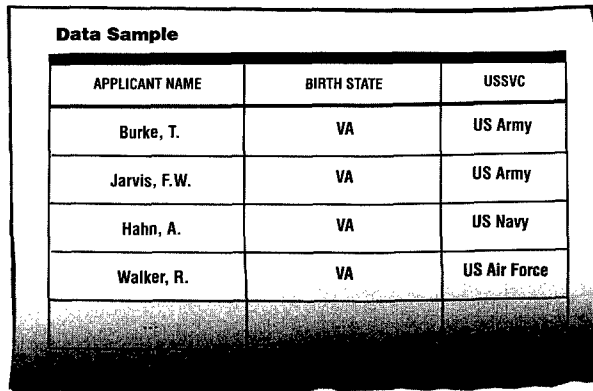 Data Sample
APPLICANT NAME BIRTH STATE USSVC
Burke, T. VA US Army
Jarvis, F.W. VA US Army
Hahn, A. VA US Navy
Walker, R. VA US Air Force
...